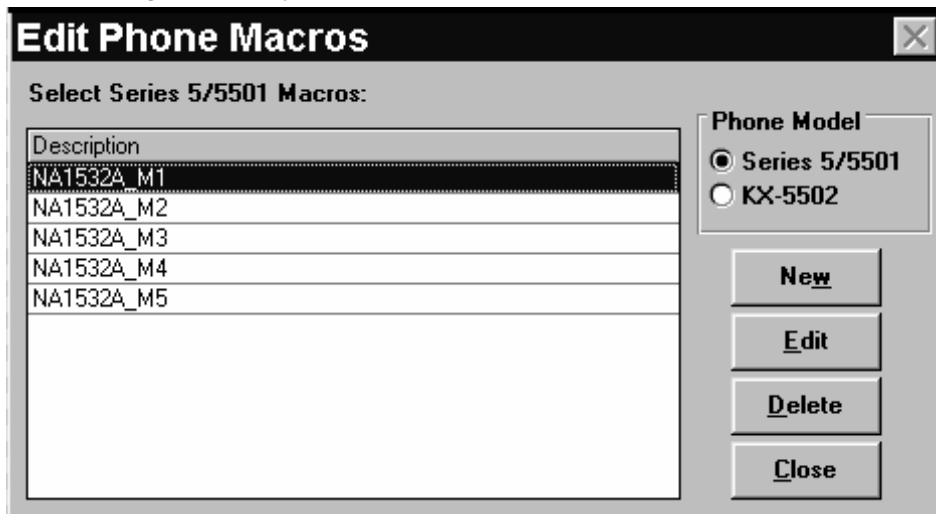 Edit Phone Macros
Select Series 5/5501 Macros:
Description
NA1532A_M1
NA1532A_M2
NA1532A_M3
NA1532A_M4
NA1532A_M5
Phone Model
Series 5/5501
KX-5502
New
Edit
Delete
Close